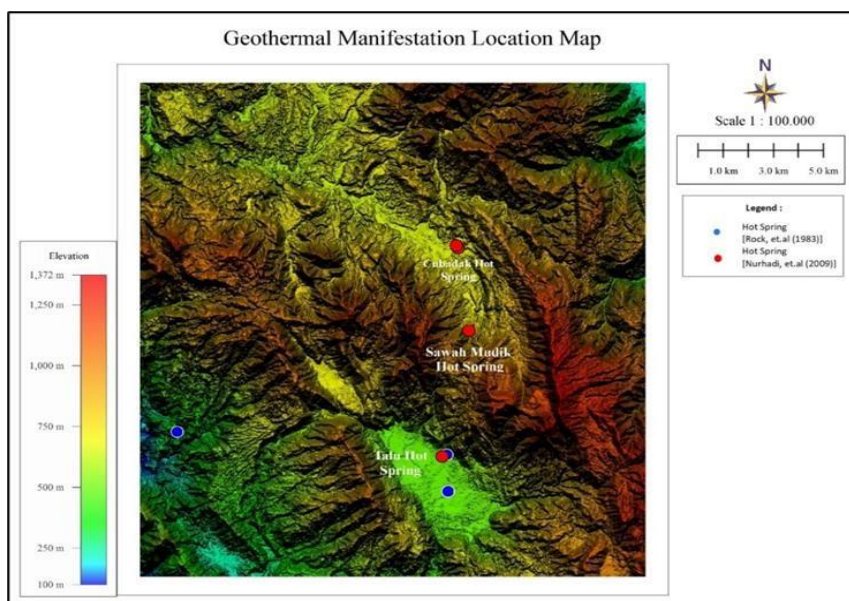 Geothermal Manifestation Location Map
N
Scale 1 : 100.000
1.0 km 3.0 km 5.0 km
Legend :
Hot Spring
[Rock, et.al (1983)]
Hot Spring
[Nurhadi, et.al (2009)]
Elevation
1,372 m
1,250 m
1,000 m
750 m
500 m
250 m
100 m
Cubadak Hot
Spring
Sawah Mudik
Hot Spring
Talu Hot
Spring